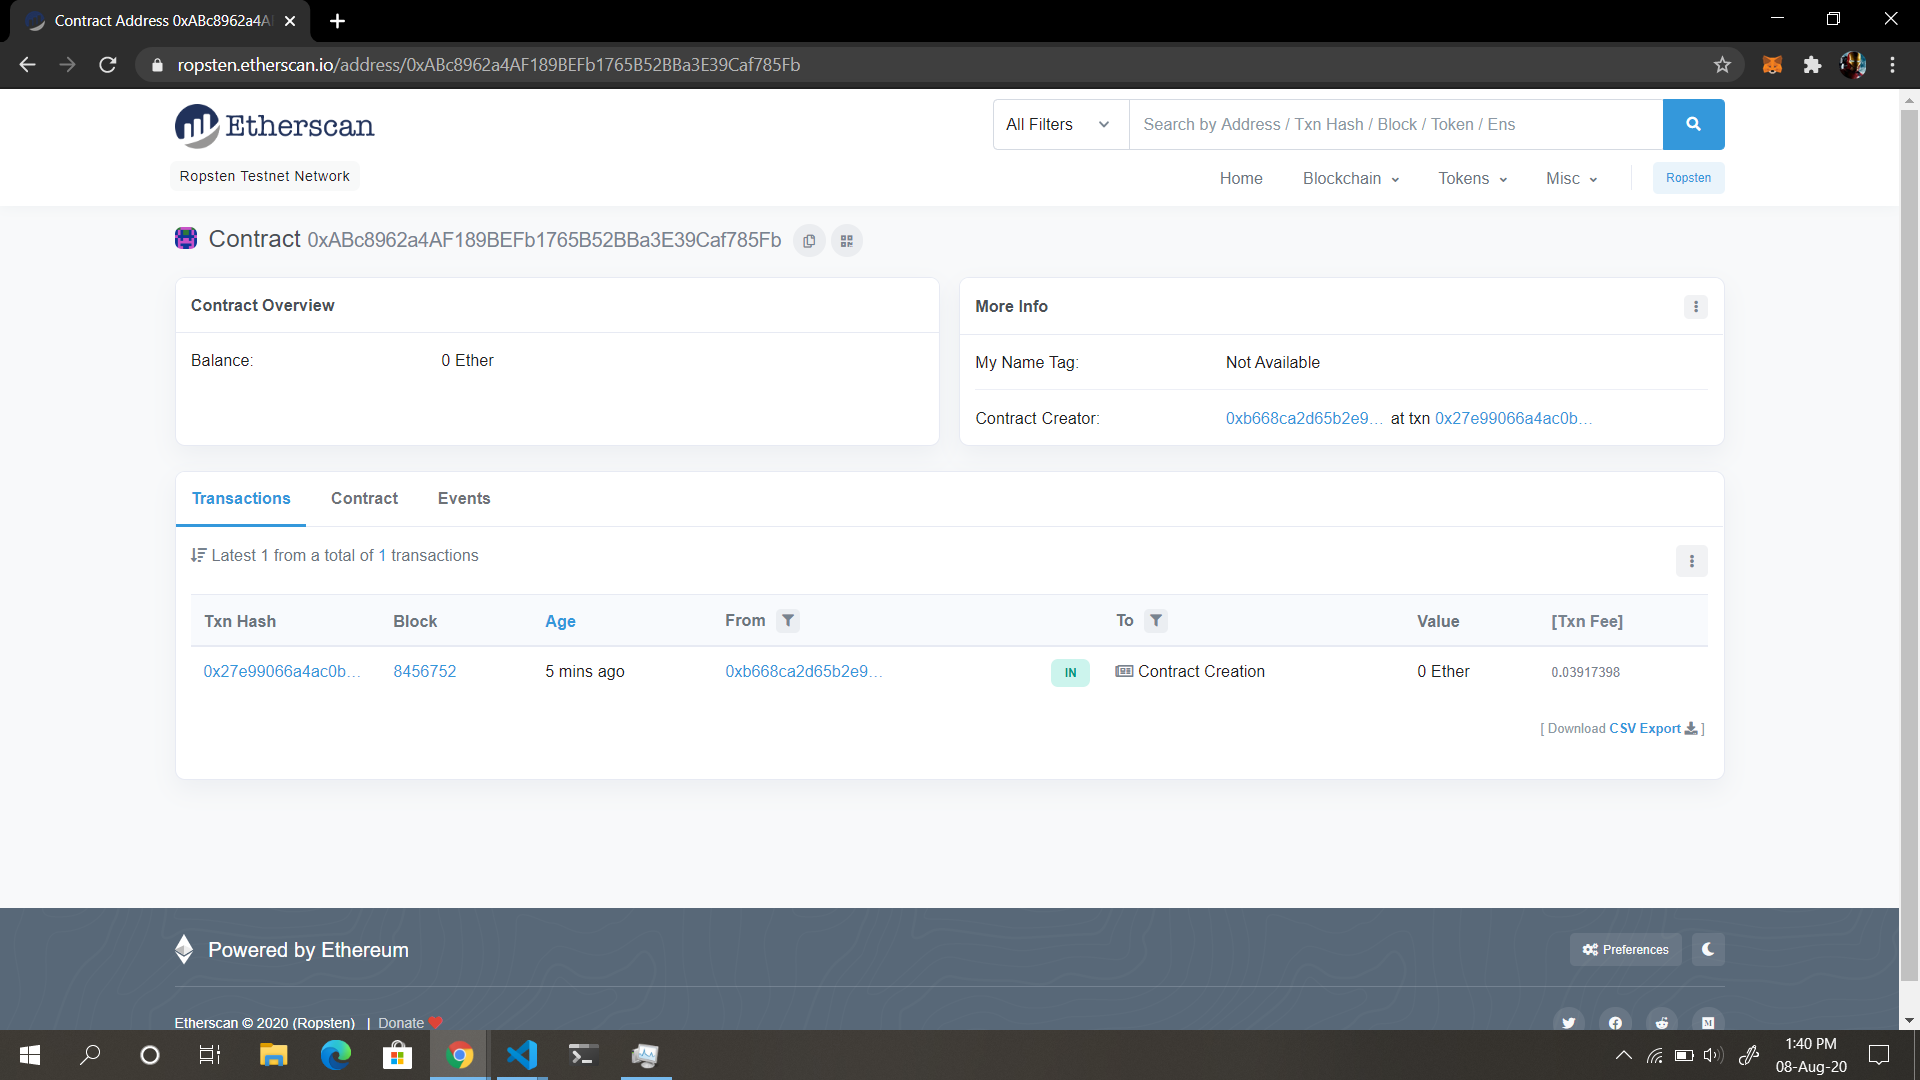 Contract Address 0xABc8962a4A
ropsten.etherscan.io/address/0xABc8962a4AF189BEFb1765B52BBa3E39Caf785Fb
Etherscan
All Filters
Search by Address / Txn Hash / Block / Token / Ens
Ropsten Testnet Network
Home
Blockchain
Tokens
Misc
Ropsten
Contract 0xABc8962a4AF189BEFb1765B52BBa3E39Caf785Fb
Contract Overview
Balance: 0 Ether
More Info
My Name Tag: Not Available
Contract Creator: 0xb668ca2d65b2e9... at txn 0x27e99066a4ac0b...
Transactions
Contract
Events
Latest 1 from a total of 1 transactions
Txn Hash Block Age From To Value [Txn Fee]
0x27e99066a4ac0b... 8456752 5 mins ago 0xb668ca2d65b2e9... IN Contract Creation 0 Ether 0.03917398
[ Download CSV Export ]
Powered by Ethereum
Preferences
Etherscan © 2020 (Ropsten) | Donate
1:40 PM
08-Aug-20